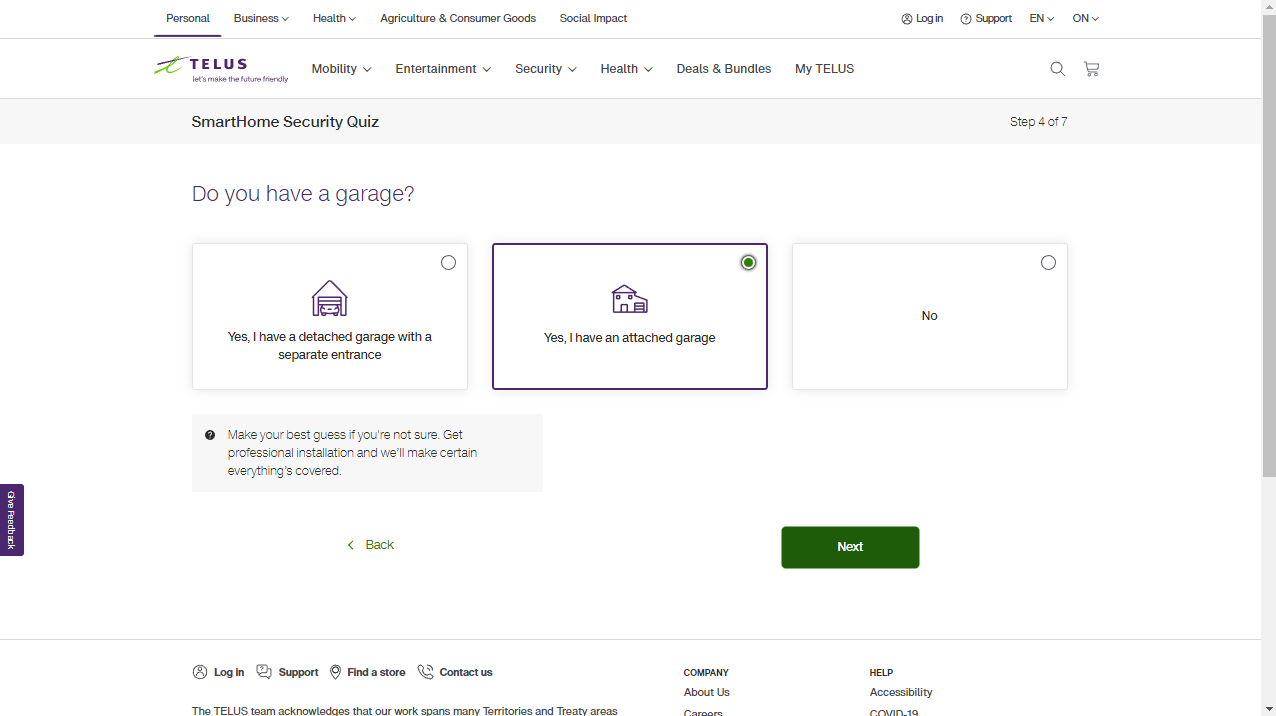 Personal Business Health Agriculture & Consumer Goods Social Impact Log in Support EN ON
TELUS
let's make the future friendly
Mobility Entertainment Security Health Deals & Bundles My TELUS
SmartHome Security Quiz Step 4 of 7
Do you have a garage?
Yes, I have a detached garage with a
separate entrance
Yes, I have an attached garage
No
Make your best guess if you're not sure. Get
professional installation and we'll make certain
everything's covered.
Give Feedback
Back Next
Log in Support Find a store Contact us
The TELUS team acknowledges that our work spans many Territories and Treaty areas
COMPANY
About Us
Careers
HELP
Accessibility
COVID-19